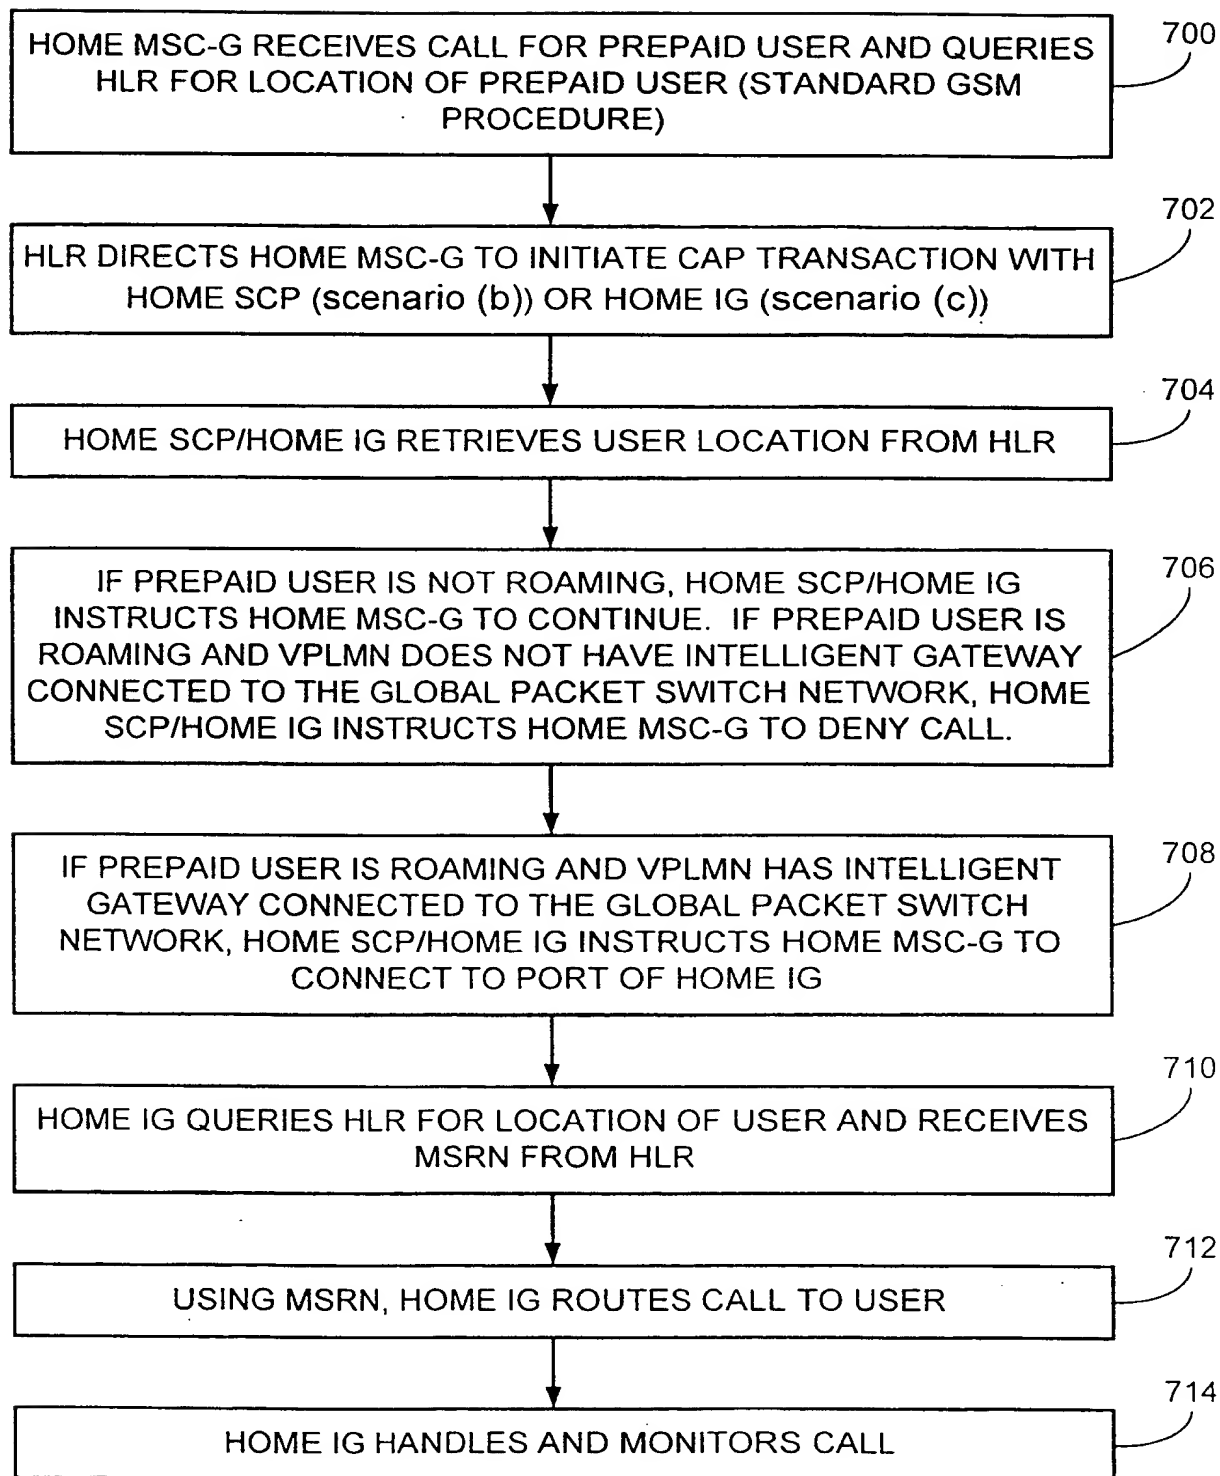 700
HOME MSC-G RECEIVES CALL FOR PREPAID USER AND QUERIES
HLR FOR LOCATION OF PREPAID USER (STANDARD GSM
PROCEDURE)
702
HLR DIRECTS HOME MSC-G TO INITIATE CAP TRANSACTION WITH
HOME SCP (scenario (b)) OR HOME IG (scenario (c))
704
HOME SCP/HOME IG RETRIEVES USER LOCATION FROM HLR
706
IF PREPAID USER IS NOT ROAMING, HOME SCP/HOME IG
INSTRUCTS HOME MSC-G TO CONTINUE. IF PREPAID USER IS
ROAMING AND VPLMN DOES NOT HAVE INTELLIGENT GATEWAY
CONNECTED TO THE GLOBAL PACKET SWITCH NETWORK, HOME
SCP/HOME IG INSTRUCTS HOME MSC-G TO DENY CALL.
708
IF PREPAID USER IS ROAMING AND VPLMN HAS INTELLIGENT
GATEWAY CONNECTED TO THE GLOBAL PACKET SWITCH
NETWORK, HOME SCP/HOME IG INSTRUCTS HOME MSC-G TO
CONNECT TO PORT OF HOME IG
710
HOME IG QUERIES HLR FOR LOCATION OF USER AND RECEIVES
MSRN FROM HLR
712
USING MSRN, HOME IG ROUTES CALL TO USER
714
HOME IG HANDLES AND MONITORS CALL